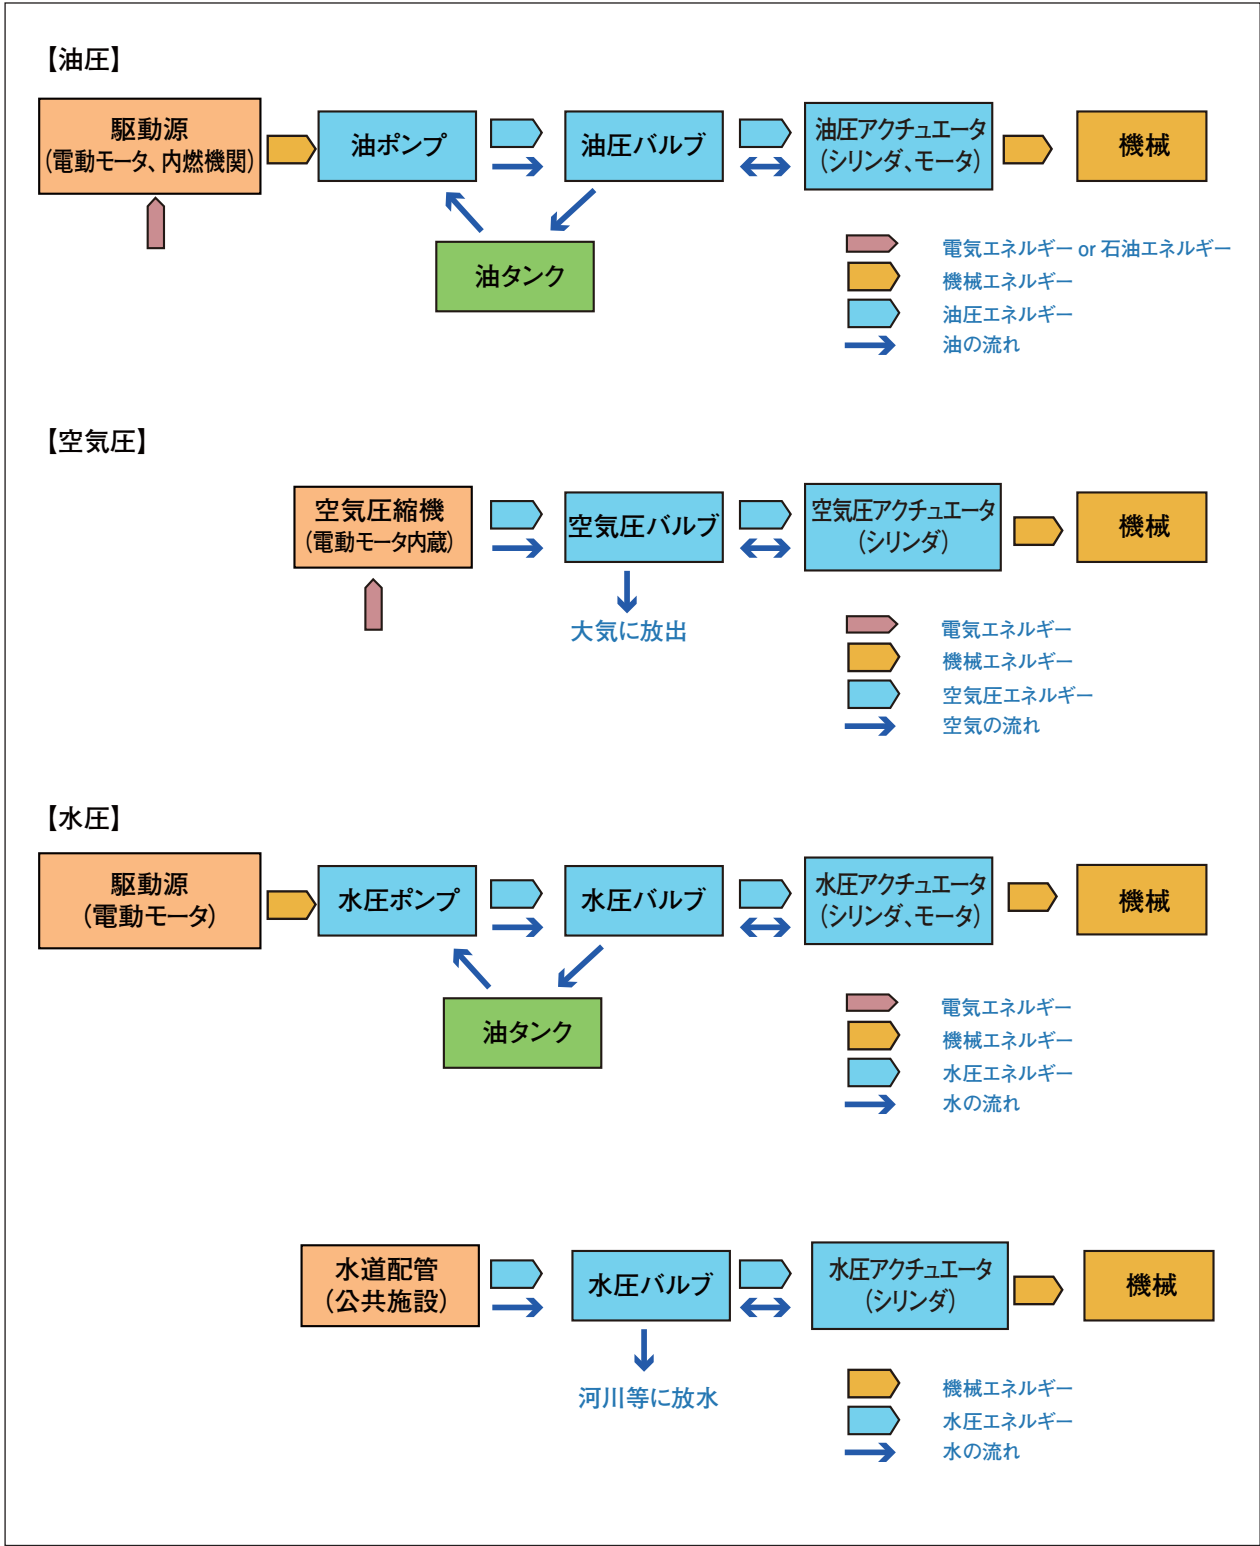 【油圧】
駆動源
(電動モータ、内燃機関)
油ポンプ
油圧バルブ
油圧アクチュエータ
(シリンダ、モータ)
機械
油タンク
電気エネルギー or 石油エネルギー
機械エネルギー
油圧エネルギー
油の流れ
【空気圧】
空気圧縮機
(電動モータ内蔵)
空気圧バルブ
空気圧アクチュエータ
(シリンダ)
機械
大気に放出
電気エネルギー
機械エネルギー
空気圧エネルギー
空気の流れ
【水圧】
駆動源
(電動モータ)
水圧ポンプ
水圧バルブ
水圧アクチュエータ
(シリンダ、モータ)
機械
油タンク
電気エネルギー
機械エネルギー
水圧エネルギー
水の流れ
水道配管
(公共施設)
水圧バルブ
水圧アクチュエータ
(シリンダ)
機械
河川等に放水
機械エネルギー
水圧エネルギー
水の流れ